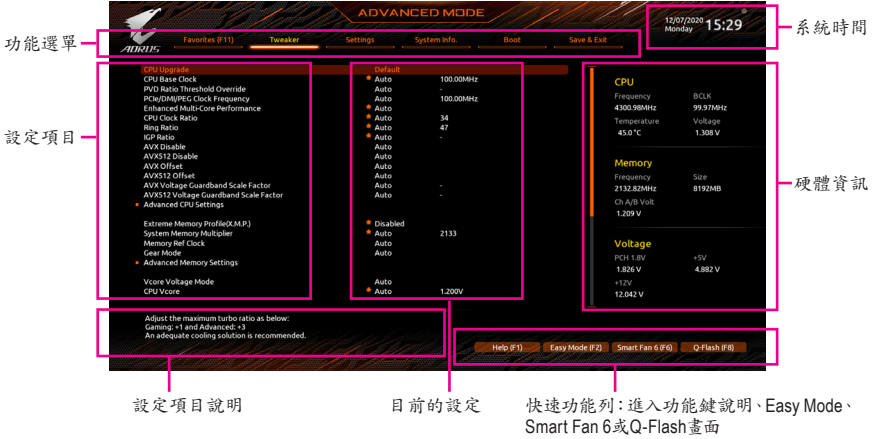 ADVANCED MODE
12/07/2020 Monday 15:29
系統時間
AORUS
功能選單
Favorites (F11) Tweaker Settings System Info. Boot Save & Exit
設定項目
CPU Upgrade Default
CPU Base Clock * Auto 100.00MHz
PVD Ratio Threshold Override Auto -
PCIe/DMI/PEG Clock Frequency Auto 100.00MHz
Enhanced Multi-Core Performance * Auto
CPU Clock Ratio * Auto 34
Ring Ratio * Auto 47
IGP Ratio * Auto -
AVX Disable Auto
AVX512 Disable Auto
AVX Offset Auto
AVX512 Offset Auto
AVX Voltage Guardband Scale Factor Auto -
AVX512 Voltage Guardband Scale Factor Auto -
Advanced CPU Settings
Extreme Memory Profile(X.M.P.) * Disabled
System Memory Multiplier * Auto 2133
Memory Ref Clock Auto
Gear Mode Auto
Advanced Memory Settings
Vcore Voltage Mode Auto
CPU Vcore * Auto 1.200V
CPU
Frequency BCLK
4300.98MHz 99.97MHz
Temperature Voltage
45.0 °C 1.308 V
Memory
Frequency Size
2132.82MHz 8192MB
Ch A/B Volt
1.209 V
Voltage
PCH 1.8V +5V
1.826 V 4.882 V
+12V
12.042 V
硬體資訊
Adjust the maximum turbo ratio as below:
Gaming: +1 and Advanced: +3
An adequate cooling solution is recommended.
Help (F1) Easy Mode (F2) Smart Fan 6 (F6) Q-Flash (F8)
設定項目說明
目前的設定
快速功能列：進入功能鍵說明、Easy Mode、
Smart Fan 6或Q-Flash畫面